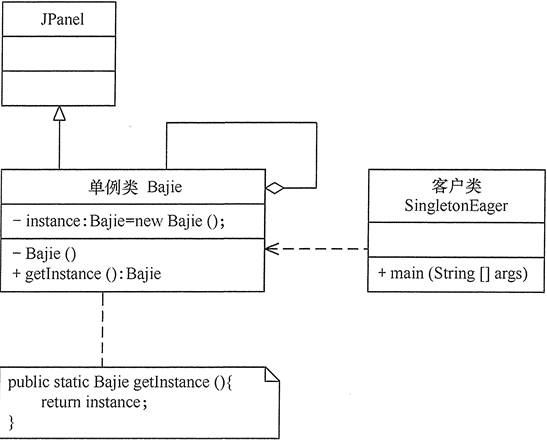 JPanel
单例类 Bajie
- instance:Bajie=new Bajie ();
- Bajie ()
+ getInstance ():Bajie
客户类
SingletonEager
+ main (String [] args)
public static Bajie getInstance (){
return instance;
}